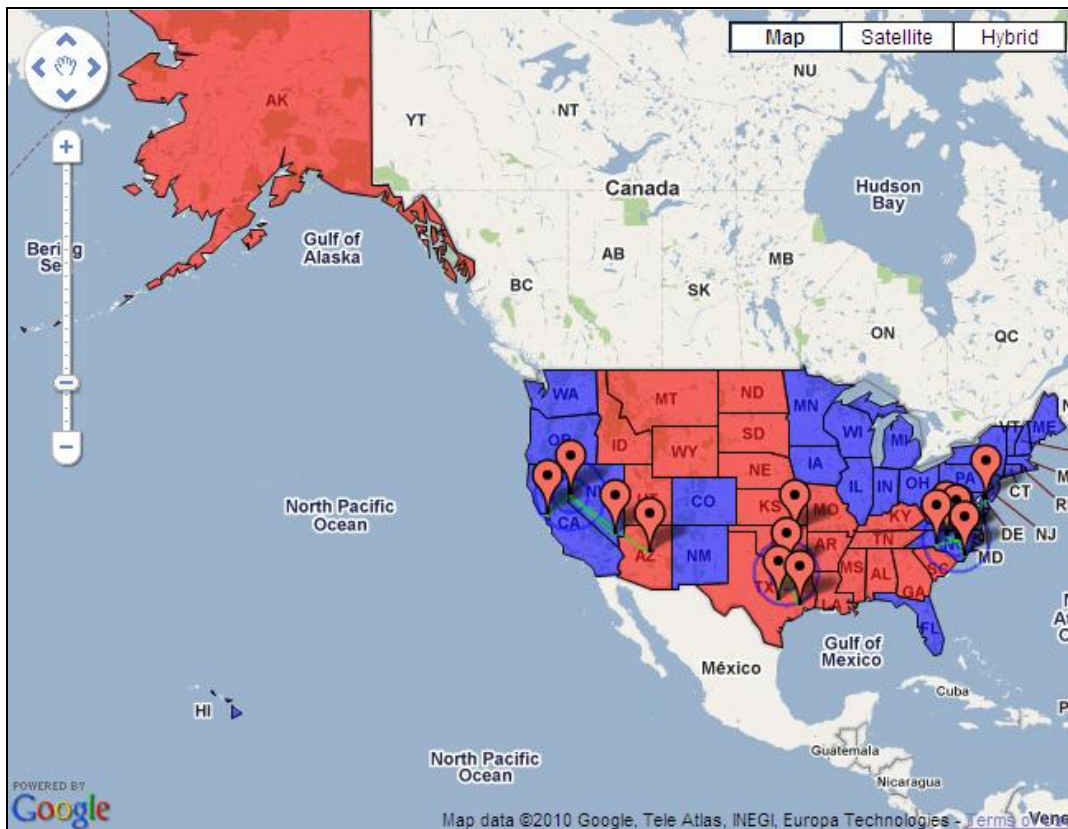 Map
Satellite
Hybrid
NU
AK
NT
YT
Canada
Hudson
Bay
Gulf of
Alaska
AB
MB
BC
SK
ON
QC
WA
MT
ND
MN
VT
ME
ID
SD
WI
MI
WY
NE
IA
PA
UT
CO
IL
IN
OH
CT
KS
MO
CA
KY
DE
NJ
MD
North Pacific
Ocean
AZ
NM
TN
AR
SC
MS
AL
GA
TX
LA
FL
Gulf of
Mexico
México
Cuba
HI
Guatemala
Nicaragua
North Pacific
Ocean
POWERED BY
Google
Map data ©2010 Google, Tele Atlas, INEGI, Europa Technologies -